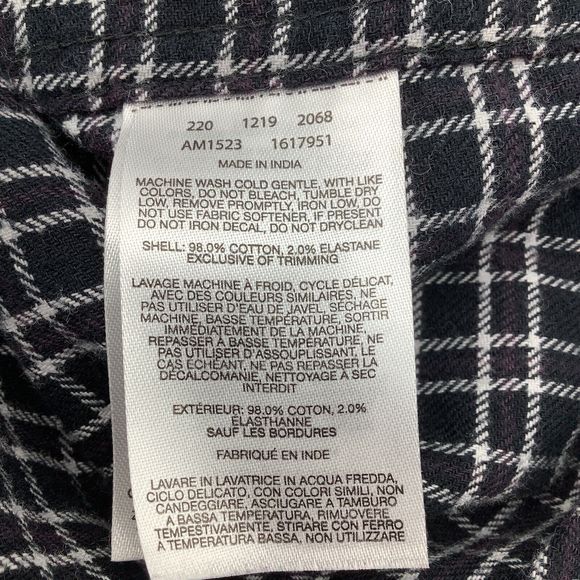 220 1219 2068
AM1523 1617951
MADE IN INDIA
MACHINE WASH COLD GENTLE, WITH LIKE
COLORS, DO NOT BLEACH, TUMBLE DRY
LOW, REMOVE PROMPTLY, IRON LOW, DO
NOT USE FABRIC SOFTENER, IF PRESENT
DO NOT IRON DECAL, DO NOT DRYCLEAN
SHELL: 98.0% COTTON, 2.0% ELASTANE
EXCLUSIVE OF TRIMMING
LAVAGE MACHINE À FROID, CYCLE DÉLICAT,
AVEC DES COULEURS SIMILAIRES, NE
PAS UTILISER D'EAU DE JAVEL, SÉCHAGE
MACHINE, BASSE TEMPÉRATURE, SORTIR
IMMÉDIATEMENT DE LA MACHINE,
REPASSER À BASSE TEMPÉRATURE, NE
PAS UTILISER D'ASSOUPLISSANT, LE
CAS ÉCHÉANT, NE PAS REPASSER LA
DÉCALCOMANIE, NETTOYAGE À SEC
INTERDIT
EXTÉRIEUR: 98.0% COTON, 2.0%
ÉLASTHANNE
SAUF LES BORDURES
FABRIQUÉ EN INDE
LAVARE IN LAVATRICE IN ACQUA FREDDA,
CICLO DELICATO, CON COLORI SIMILI, NON
CANDEGGIARE, ASCIUGARE A TAMBURO
A BASSA TEMPERATURA, RIMUOVERE
TEMPESTIVAMENTE, STIRARE CON FERRO
A TEMPERATURA BASSA, NON UTILIZZARE